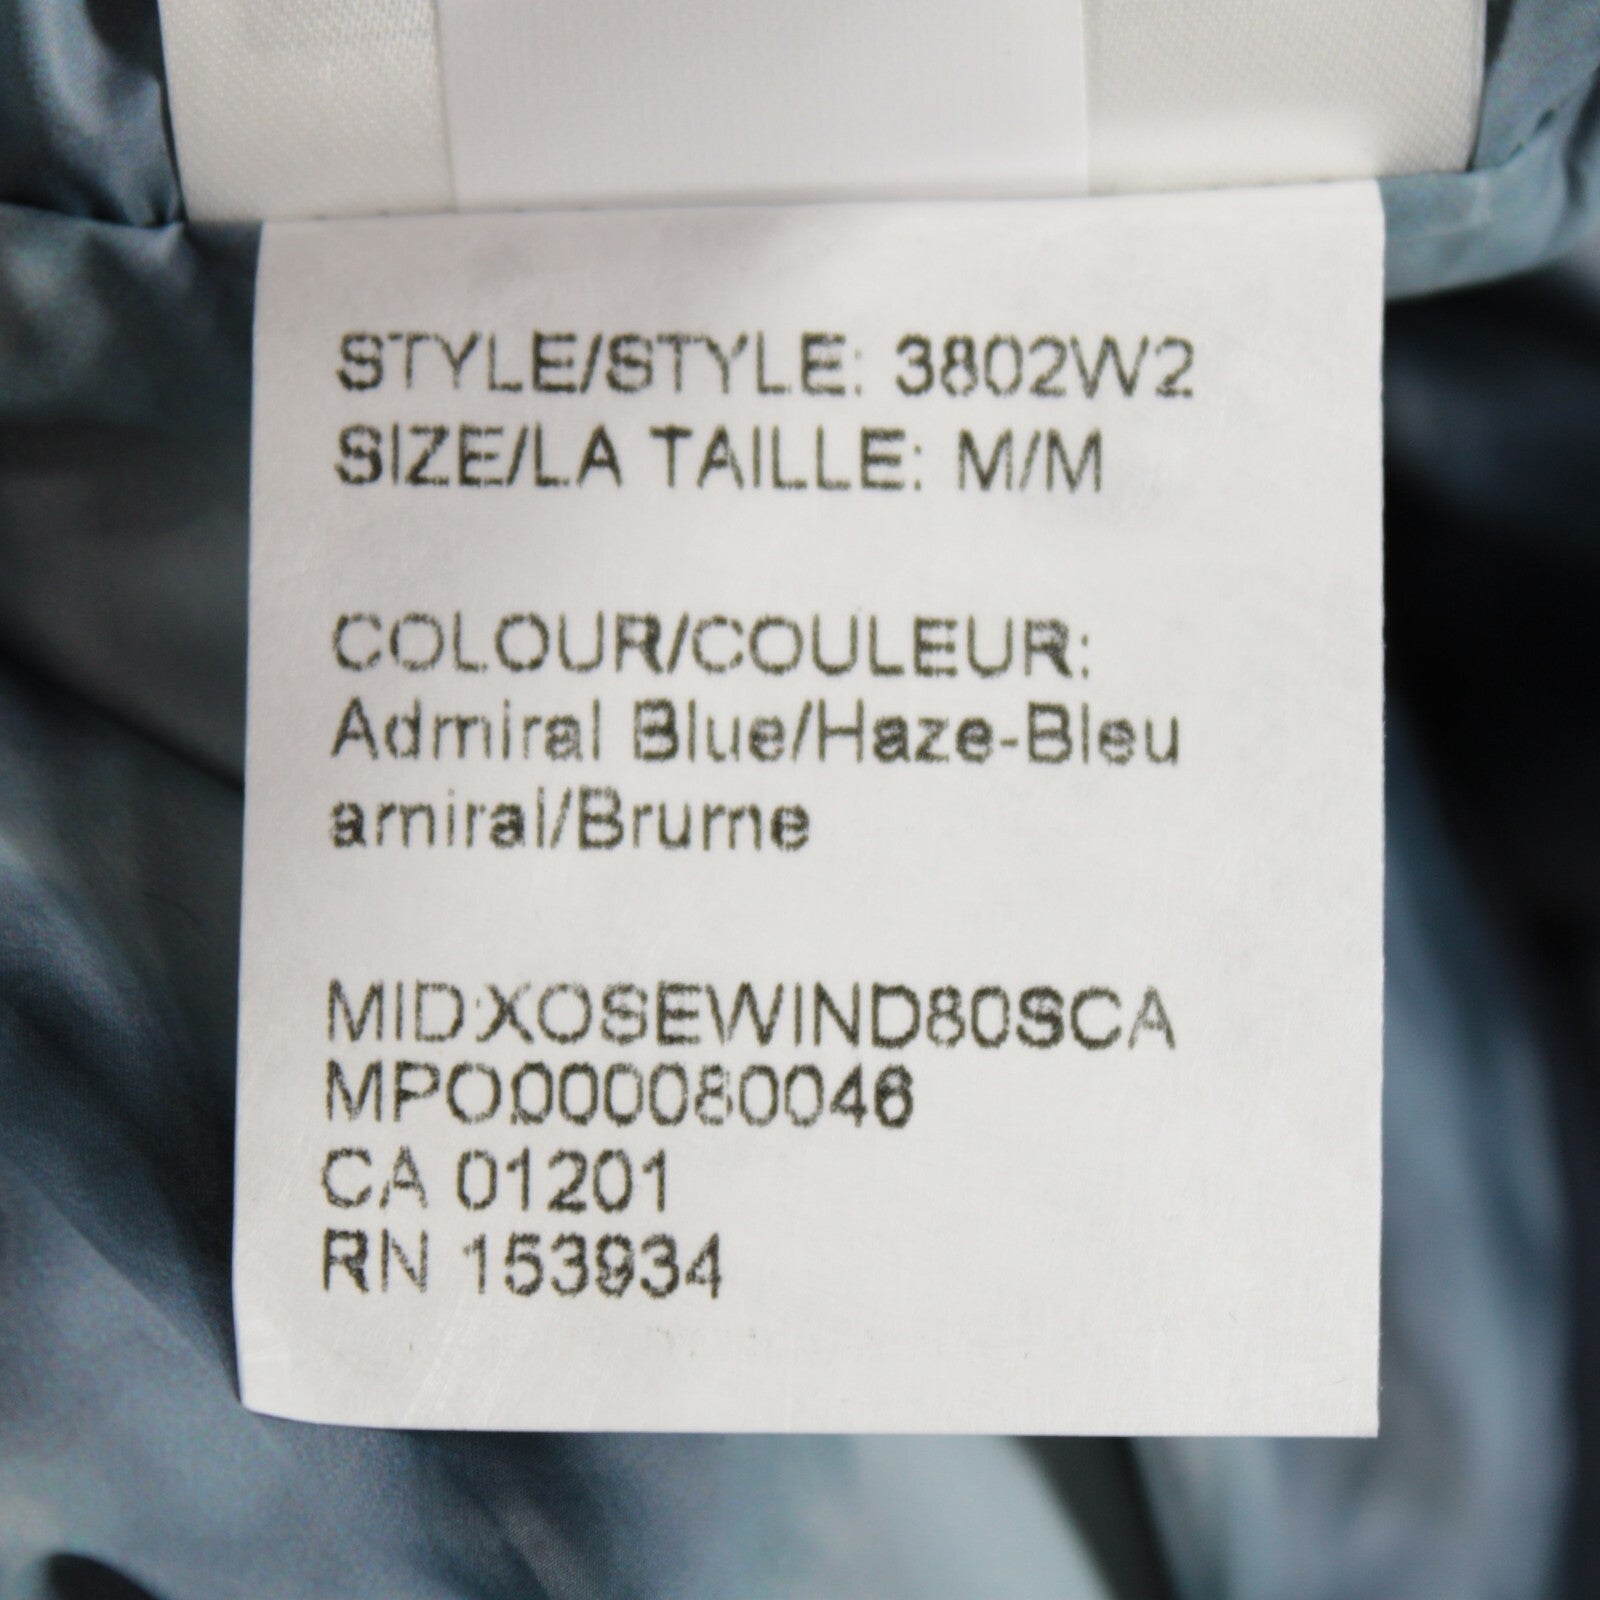 STYLE/STYLE: 3802W2
SIZE/LA TAILLE: M/M
COLOUR/COULEUR:
Admiral Blue/Haze-Bleu
amiral/Brume
MID:XOSEWIND80SCA
MPO:000080046
CA 01201
RN 153934